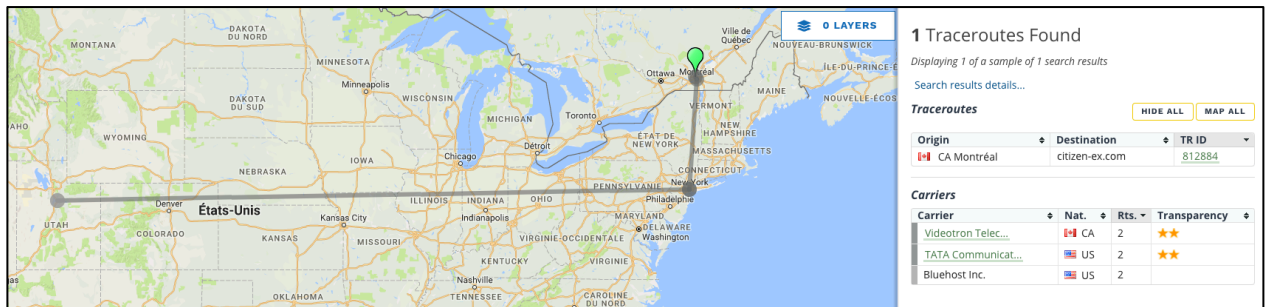 0 LAYERS
DAKOTA
DU NORD
MONTANA
Ville de
Québec
NOUVEAU-BRUNSWICK
MINNESOTA
Ottawa
Montréal
ÎLE-DU-PRINCE-É
Minneapolis
MAINE
WISCONSIN
VERMONT
NOUVELLE-ÉCOS
DAKOTA
DU SUD
MICHIGAN
Toronto
AHO
WYOMING
NEW
HAMPSHIRE
ÉTAT DE
NEW YORK
Détroit
MASSACHUSETTS
IOWA
Chicago
CONNECTICUT
NEBRASKA
PENNSYLVANIE
New York
ILLINOIS
INDIANA
OHIO
Philadelphie
Denver
États-Unis
UTAH
Kansas City
Indianapolis
MARYLAND
DELAWARE
COLORADO
VIRGINIE-OCCIDENTALE
Washington
KANSAS
MISSOURI
KENTUCKY
VIRGINIE
as
Nashville
OKLAHOMA
TENNESSEE
CAROLINE
DU NORD
1 Traceroutes Found
Displaying 1 of a sample of 1 search results
Search results details...
Traceroutes
HIDE ALL
MAP ALL
Origin Destination TR ID
CA Montréal citizen-ex.com 812884
Carriers
Carrier Nat. Rts. Transparency
Videotron Telec... CA 2
TATA Communicat... US 2
Bluehost Inc. US 2